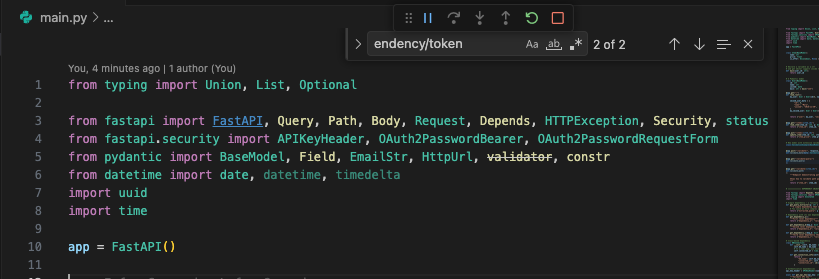 main.py > ...
endency/token
Aa ab .* 2 of 2
You, 4 minutes ago | 1 author (You)
1 from typing import Union, List, Optional
2
3 from fastapi import FastAPI, Query, Path, Body, Request, Depends, HTTPException, Security, status
4 from fastapi.security import APIKeyHeader, OAuth2PasswordBearer, OAuth2PasswordRequestForm
5 from pydantic import BaseModel, Field, EmailStr, HttpUrl, validator, constr
6 from datetime import date, datetime, timedelta
7 import uuid
8 import time
9
10 app = FastAPI()
11